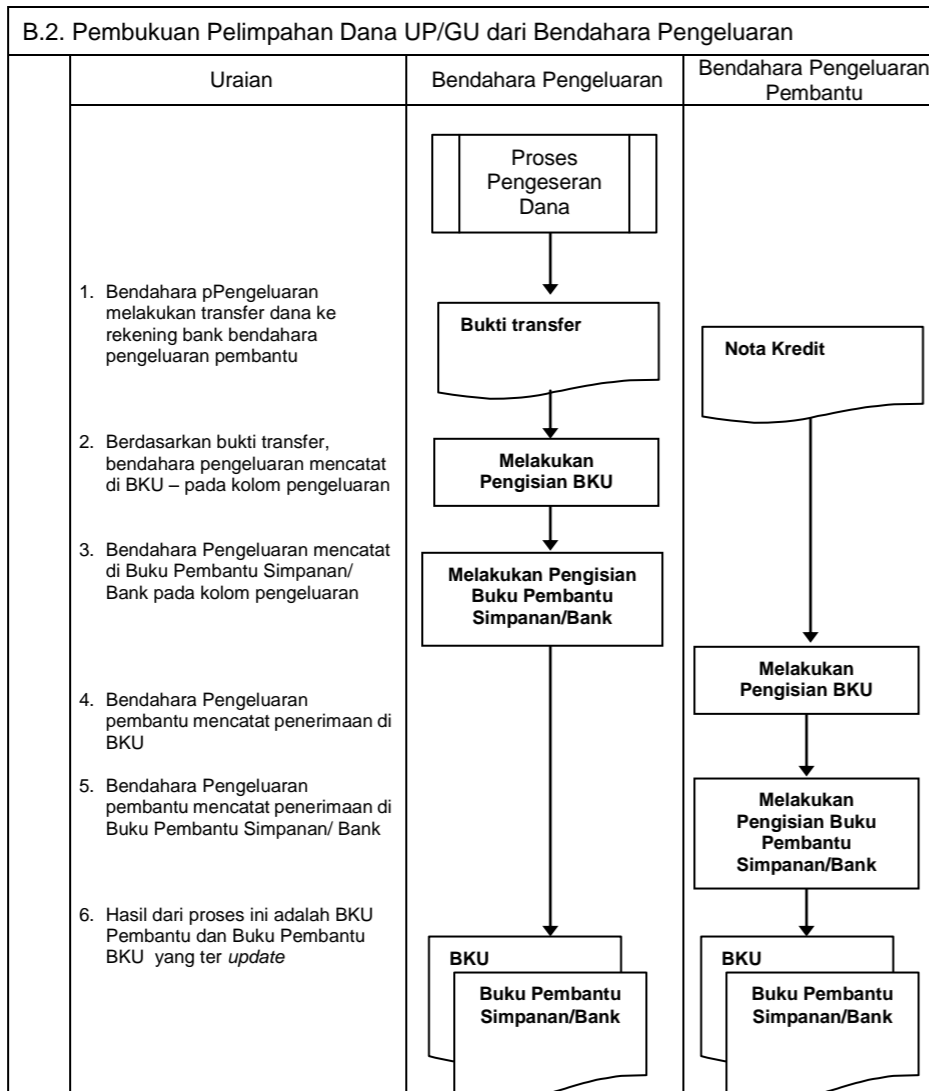 B.2. Pembukuan Pelimpahan Dana UP/GU dari Bendahara Pengeluaran
Uraian
Bendahara Pengeluaran
Bendahara Pengeluaran
Pembantu
Proses
Pengeseran
Dana
1. Bendahara pPengeluaran
melakukan transfer dana ke
rekening bank bendahara
pengeluaran pembantu
Bukti transfer
Nota Kredit
2. Berdasarkan bukti transfer,
bendahara pengeluaran mencatat
di BKU – pada kolom pengeluaran
Melakukan
Pengisian BKU
3. Bendahara Pengeluaran mencatat
di Buku Pembantu Simpanan/
Bank pada kolom pengeluaran
Melakukan Pengisian
Buku Pembantu
Simpanan/Bank
Melakukan
Pengisian BKU
4. Bendahara Pengeluaran
pembantu mencatat penerimaan di
BKU
5. Bendahara Pengeluaran
pembantu mencatat penerimaan di
Buku Pembantu Simpanan/ Bank
Melakukan
Pengisian Buku
Pembantu
Simpanan/Bank
6. Hasil dari proses ini adalah BKU
Pembantu dan Buku Pembantu
BKU yang ter update
BKU
Buku Pembantu
Simpanan/Bank
BKU
Buku Pembantu
Simpanan/Bank